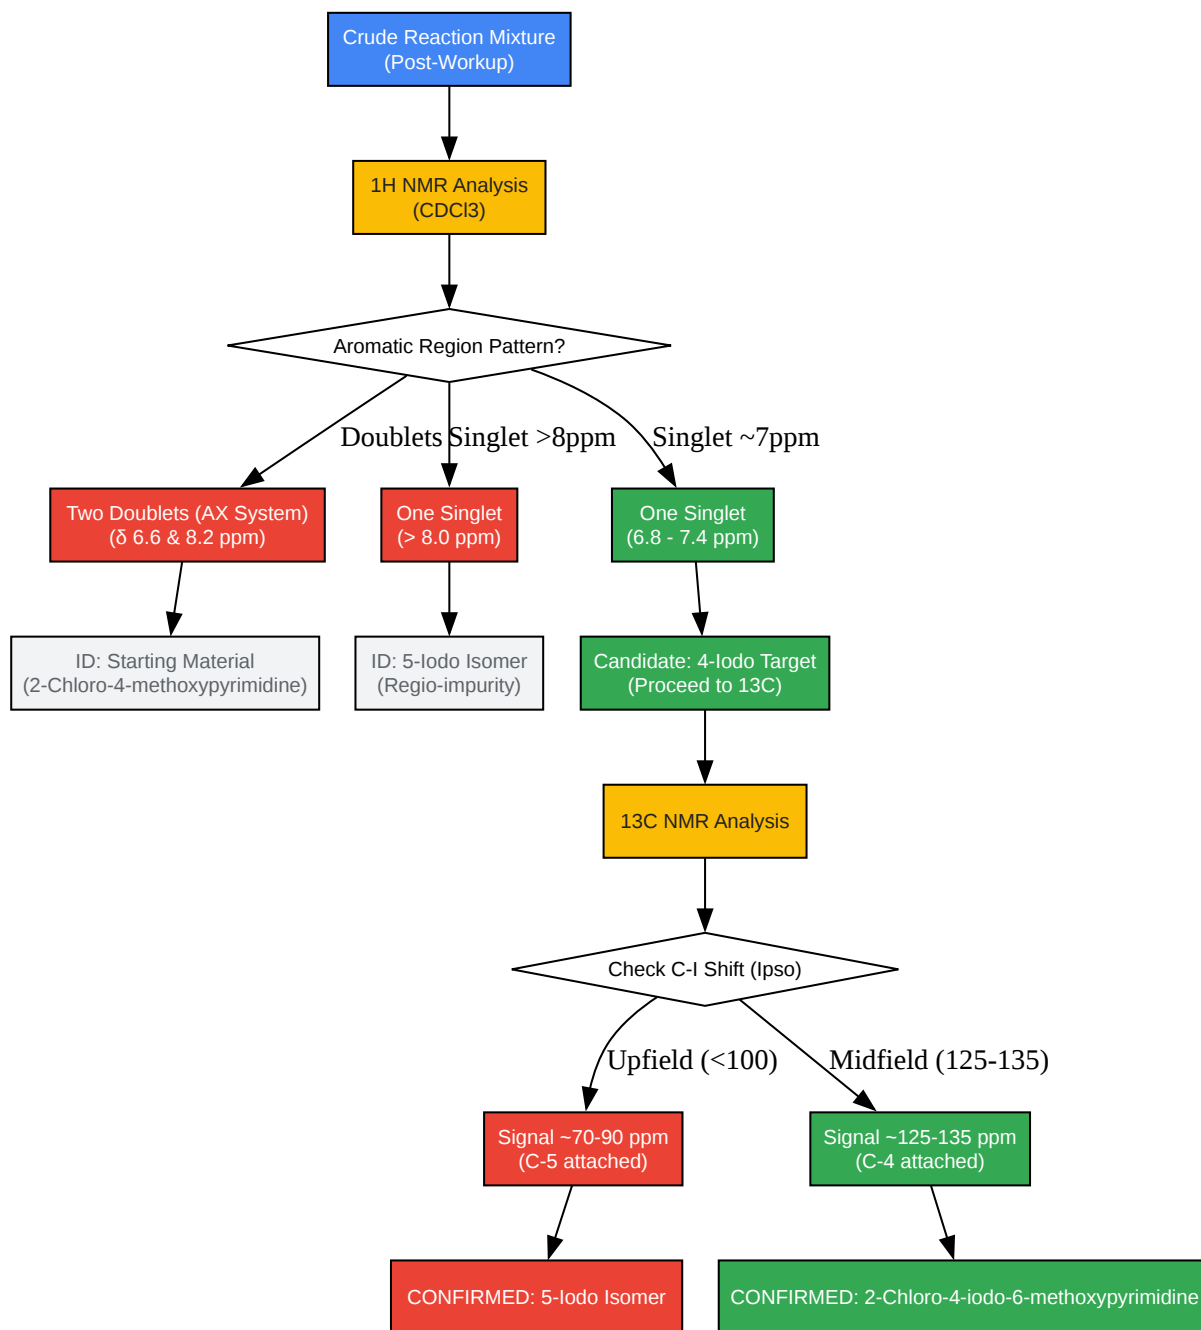 Crude Reaction Mixture
(Post-Workup)
1H NMR Analysis
(CDCl3)
Aromatic Region Pattern?
Doublets
Singlet >8ppm
Singlet ~7ppm
Two Doublets (AX System)
(δ 6.6 & 8.2 ppm)
One Singlet
(> 8.0 ppm)
One Singlet
(6.8 - 7.4 ppm)
ID: Starting Material
(2-Chloro-4-methoxypyrimidine)
ID: 5-Iodo Isomer
(Regio-impurity)
Candidate: 4-Iodo Target
(Proceed to 13C)
13C NMR Analysis
Check C-I Shift (Ipso)
Upfield (<100)
Midfield (125-135)
Signal ~70-90 ppm
(C-5 attached)
Signal ~125-135 ppm
(C-4 attached)
CONFIRMED: 5-Iodo Isomer
CONFIRMED: 2-Chloro-4-iodo-6-methoxypyrimidine